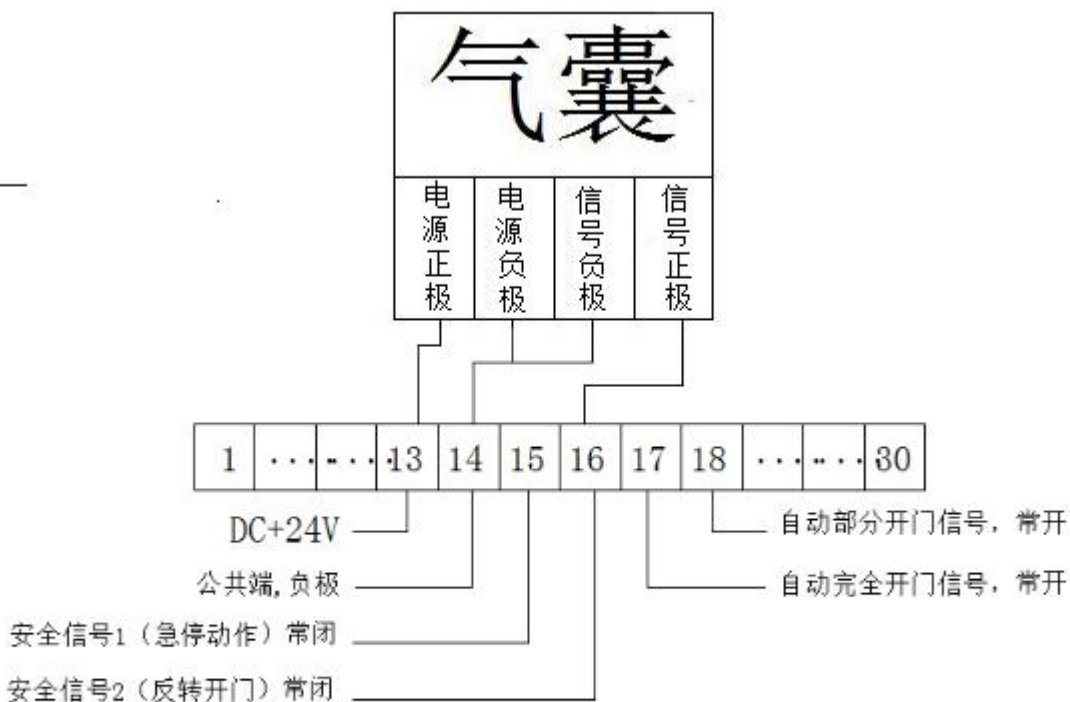 气囊
电源正极
电源负极
信号负极
信号正极
1 ...... 13 14 15 16 17 18 ...... 30
DC+24V
自动部分开门信号，常开
公共端,负极
自动完全开门信号，常开
安全信号1（急停动作）常闭
安全信号2（反转开门）常闭